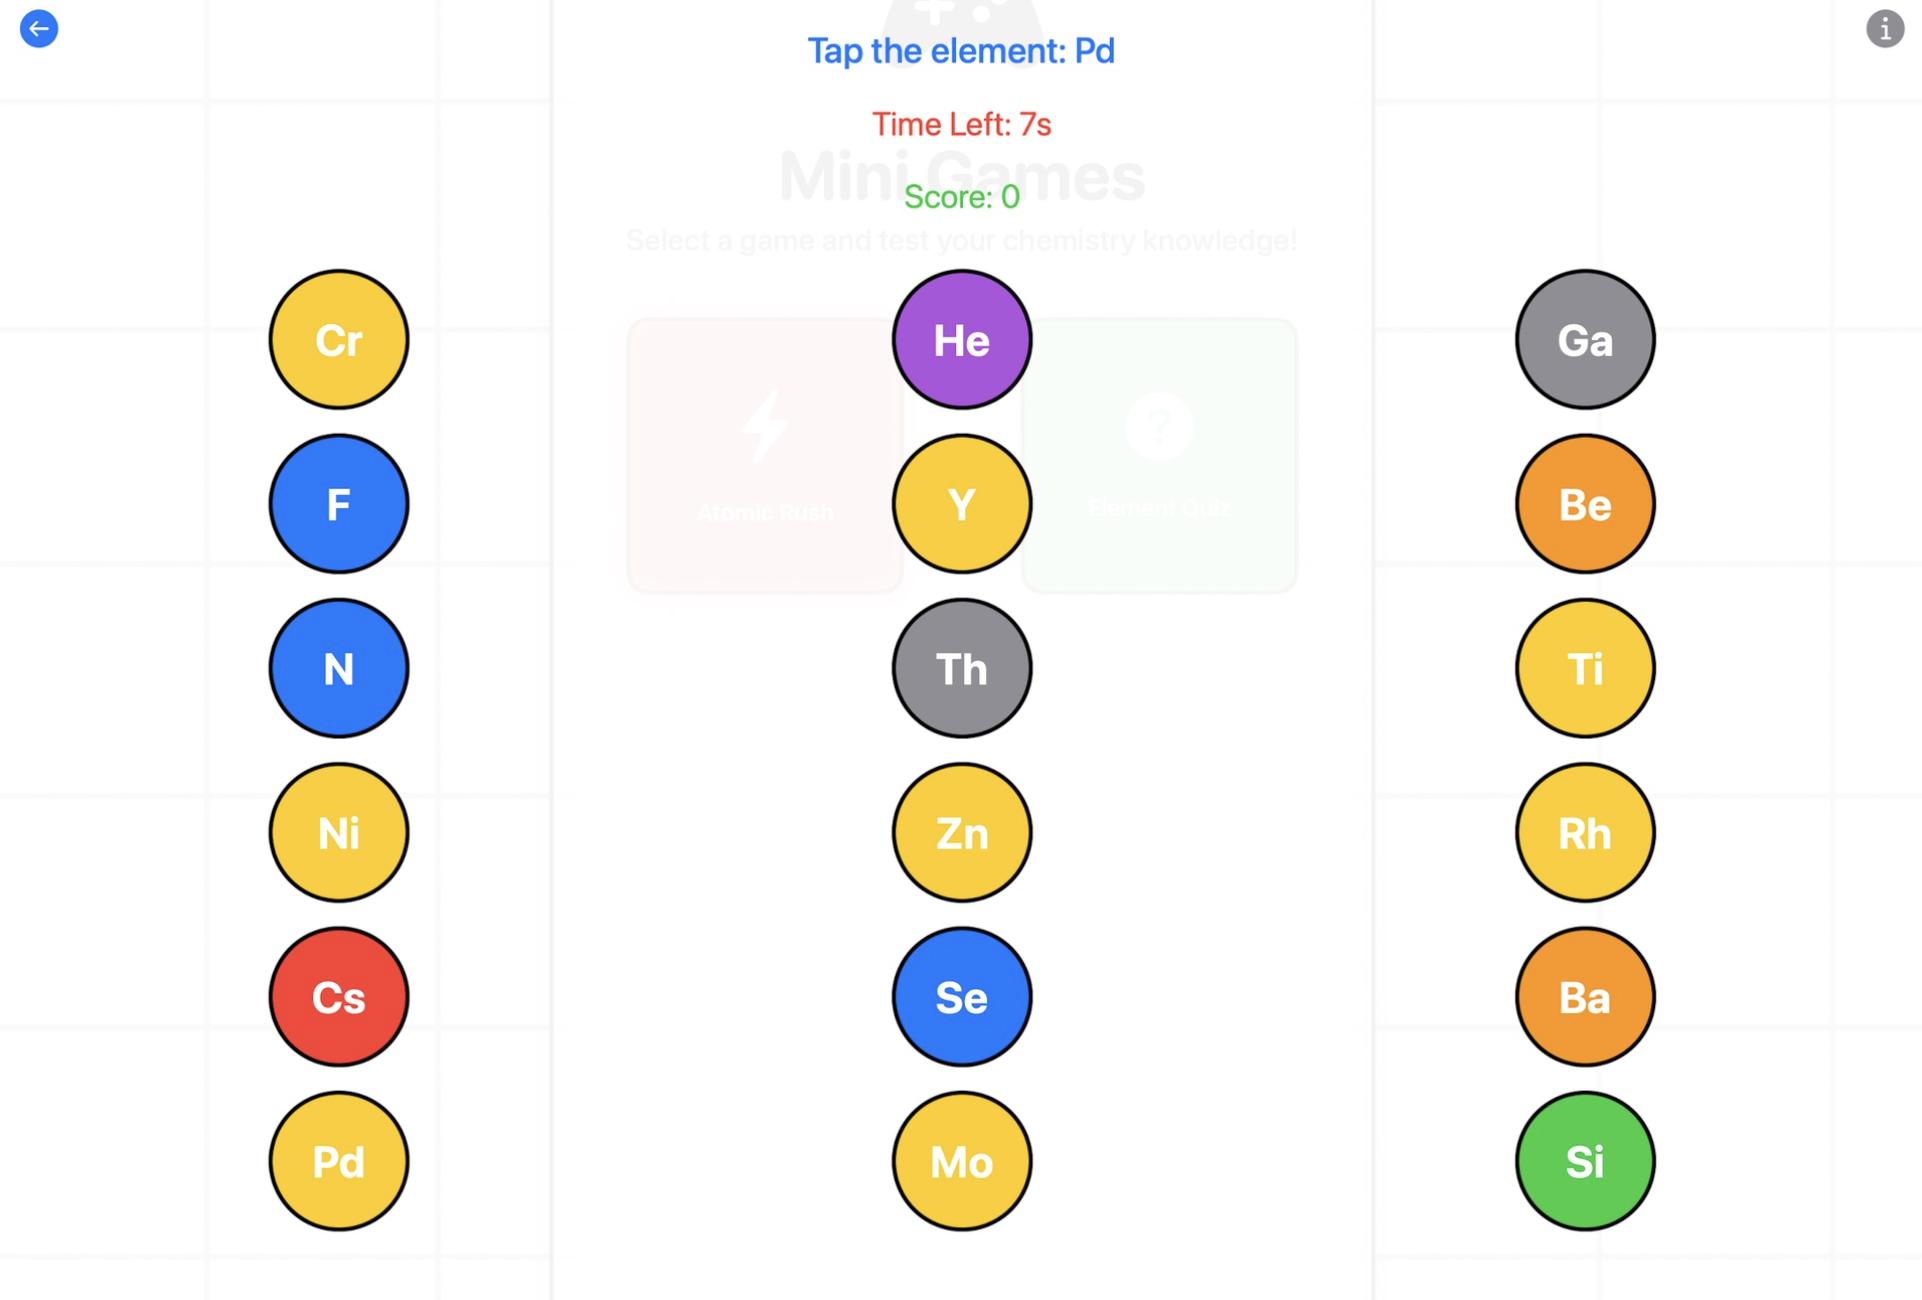 Tap the element: Pd
Time Left: 7s
Mini Games
Score: 0
Select a game and test your chemistry knowledge!
Cr He Ga
F Y Be
Atomic Rush Element Quiz
N Th Ti
Ni Zn Rh
Cs Se Ba
Pd Mo Si